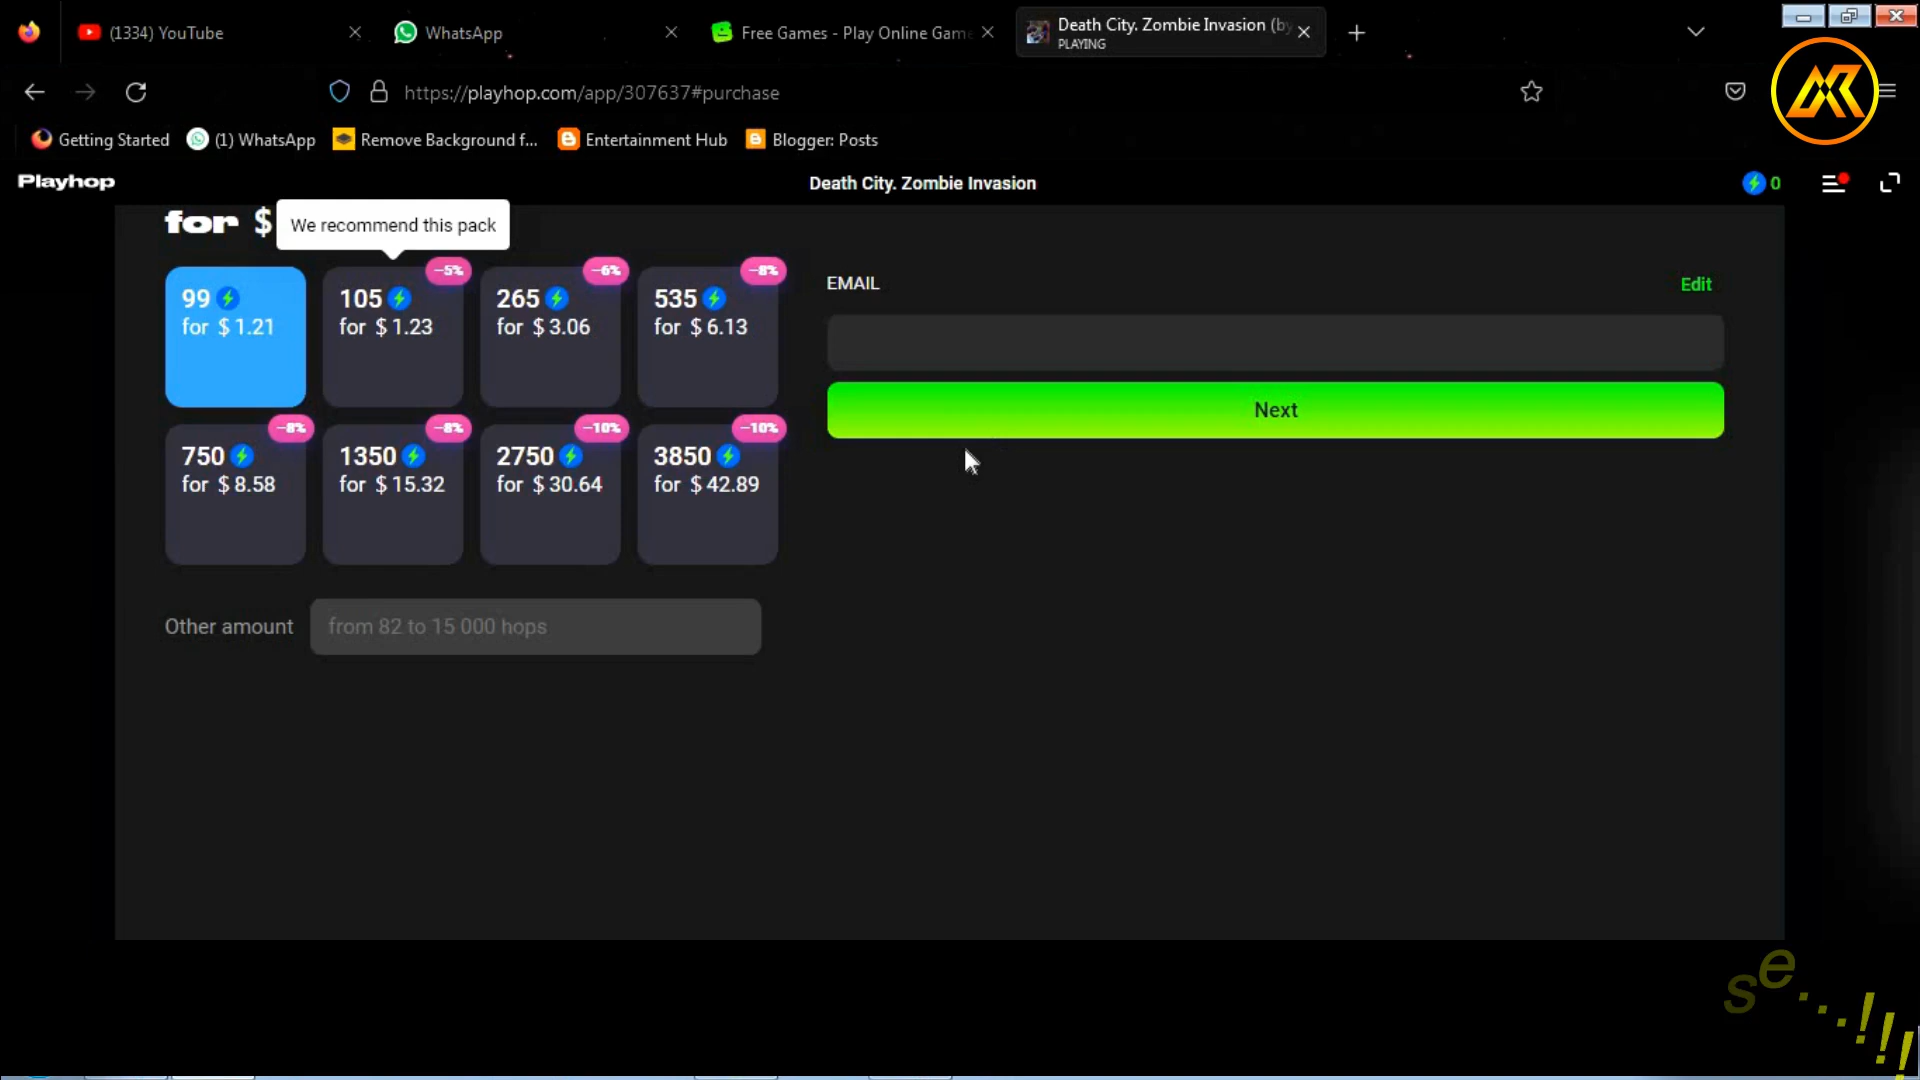 (1334) YouTube
WhatsApp
Free Games - Play Online Game
Death City. Zombie Invasion (by
PLAYING
https://playhop.com/app/307637#purchase
Getting Started
(1) WhatsApp
Remove Background f...
Entertainment Hub
Blogger: Posts
Playhop
Death City. Zombie Invasion
0
for $
We recommend this pack
99
for $ 1.21
-5%
105
for $ 1.23
-6%
265
for $ 3.06
-8%
535
for $ 6.13
-8%
750
for $ 8.58
-8%
1350
for $ 15.32
-10%
2750
for $ 30.64
-10%
3850
for $ 42.89
Other amount
from 82 to 15 000 hops
EMAIL
Edit
Next
se...!!!